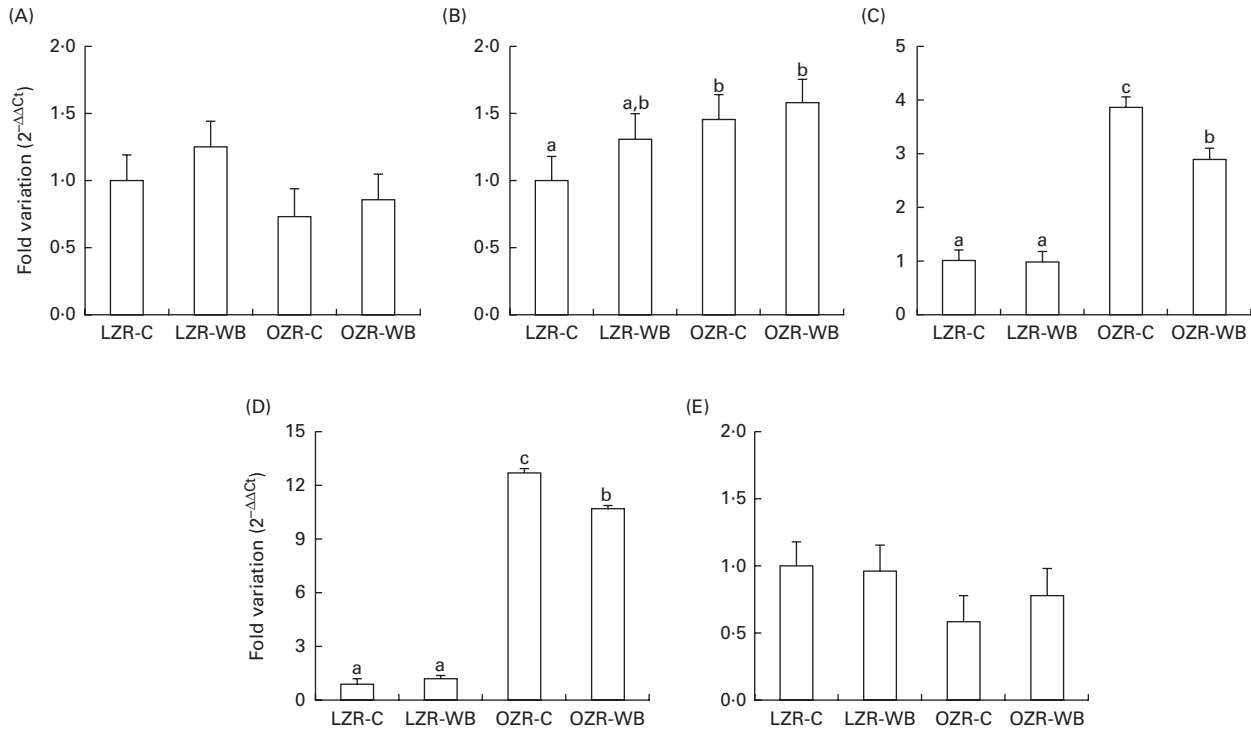 (A)
2·0
1·5
1·0
0·5
0·0
Fold variation (2−ΔΔCt)
LZR-C LZR-WB OZR-C OZR-WB
(B)
2·0
1·5
1·0
0·5
0·0
a a,b b b
LZR-C LZR-WB OZR-C OZR-WB
(C)
5
4
3
2
1
0
a a c b
LZR-C LZR-WB OZR-C OZR-WB
(D)
15
12
9
6
3
0
Fold variation (2−ΔΔCt)
a a c b
LZR-C LZR-WB OZR-C OZR-WB
(E)
2·0
1·5
1·0
0·5
0·0
LZR-C LZR-WB OZR-C OZR-WB